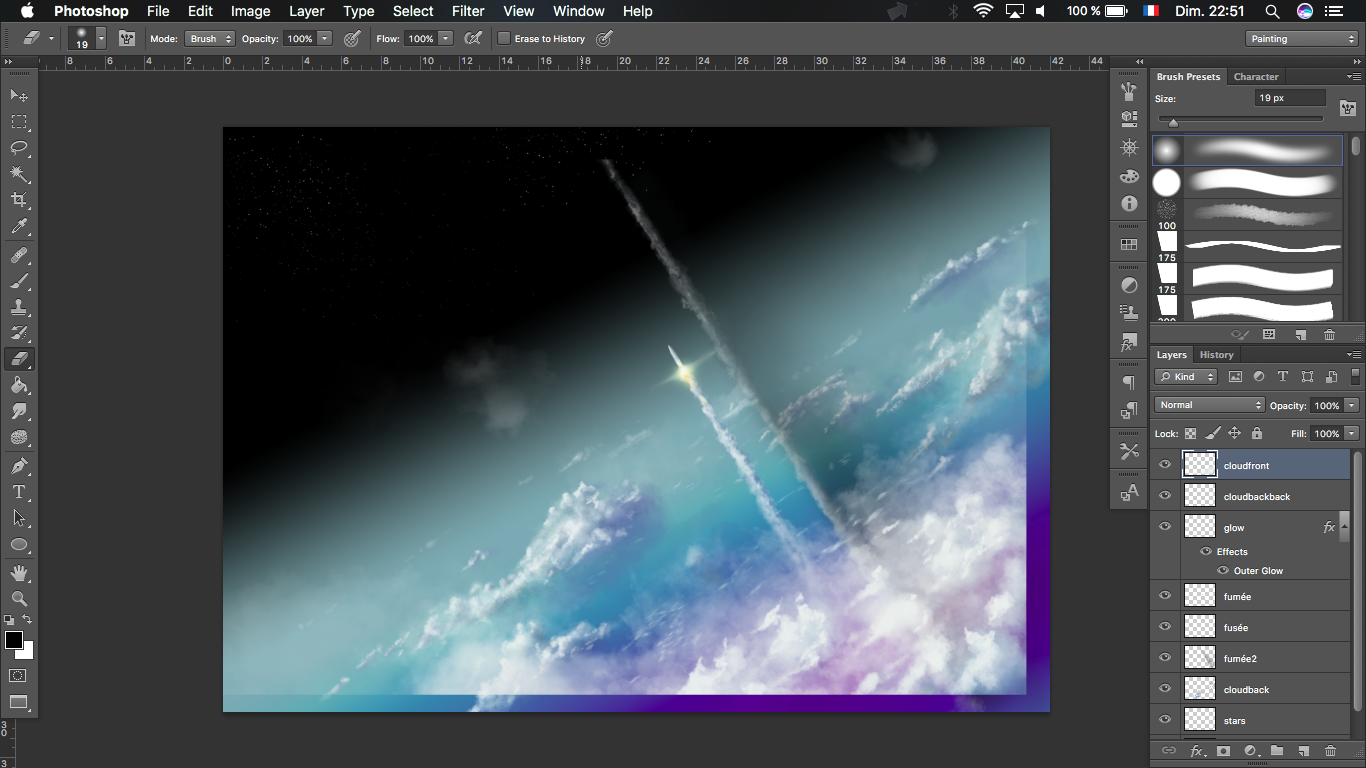 Photoshop File Edit Image Layer Type Select Filter View Window Help 100 % Dim. 22:51
19 Mode: Brush Opacity: 100% Flow: 100% Erase to History Painting
8 6 4 2 0 2 4 6 8 10 12 14 16 18 20 22 24 26 28 30 32 34 36 38 40 42 44
Brush Presets Character
Size: 19 px
100
175
175
Layers History
Kind
Normal Opacity: 100%
Lock: Fill: 100%
cloudfront
cloudbackback
glow fx
Effects
Outer Glow
fumée
fusée
fumée2
cloudback
stars
3
0
3